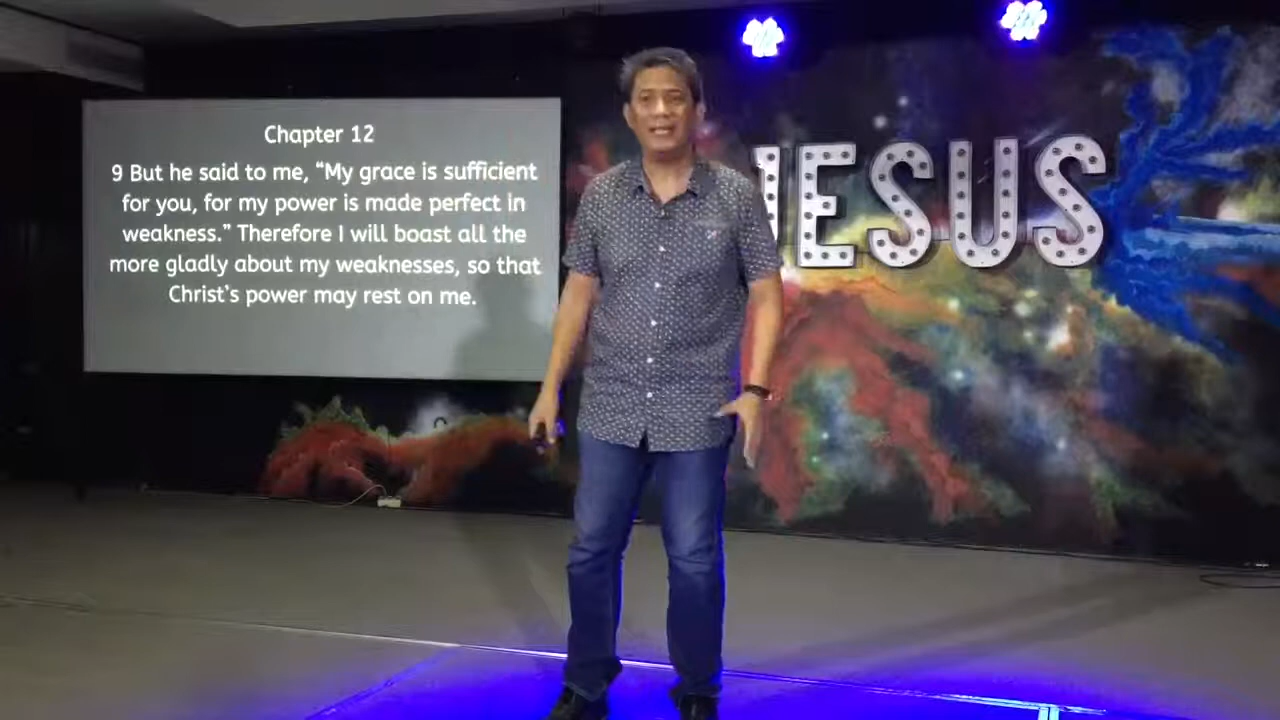 Chapter 12
9 But he said to me, “My grace is sufficient
for you, for my power is made perfect in
weakness.” Therefore I will boast all the
more gladly about my weaknesses, so that
Christ’s power may rest on me.
JESUS